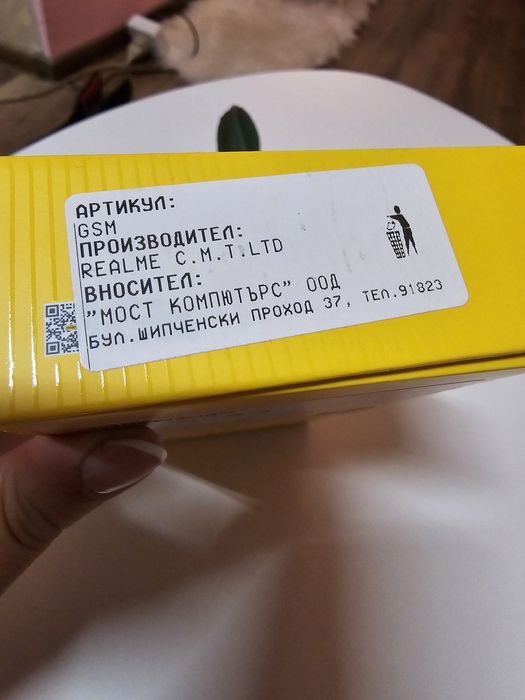 АРТИКУЛ:
GSM
ПРОИЗВОДИТЕЛ:
REALME C.M.T.LTD
ВНОСИТЕЛ:
"МОСТ КОМПЮТЪРС" ООД
БУЛ.ШИПЧЕНСКИ ПРОХОД 37, ТЕЛ.91823